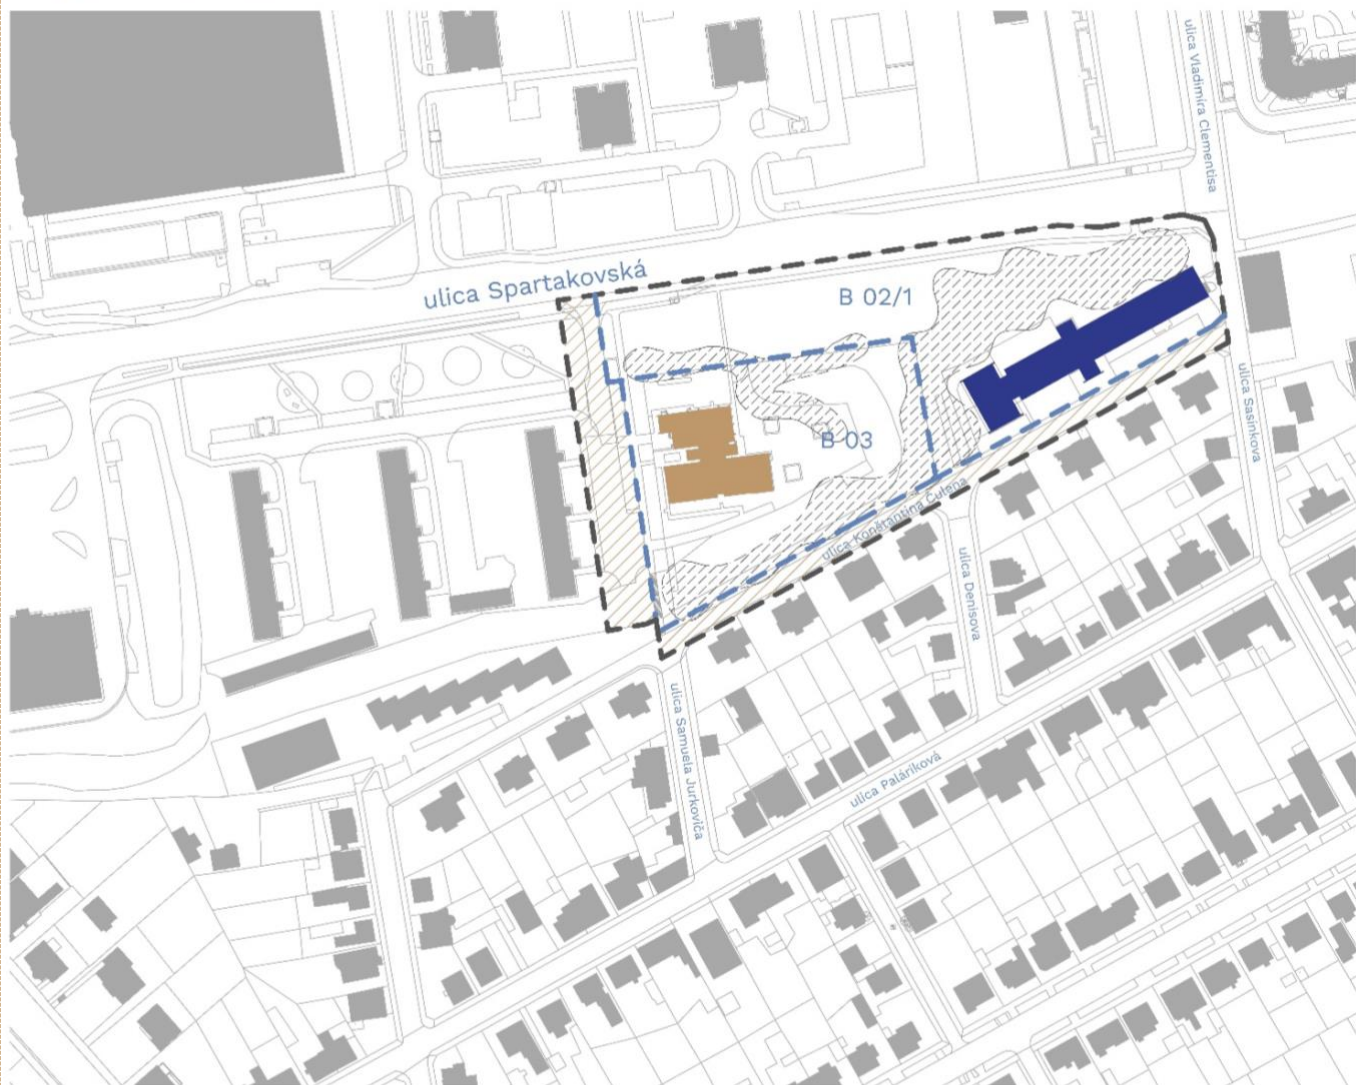 ulica Vladimíra Clementisa
ulica Spartakovská
B 02/1
B 03
ulica Sasinkova
ulica Konštantína Čulena
ulica Denisova
ulica Samuela Jurkoviča
ulica Paláriková